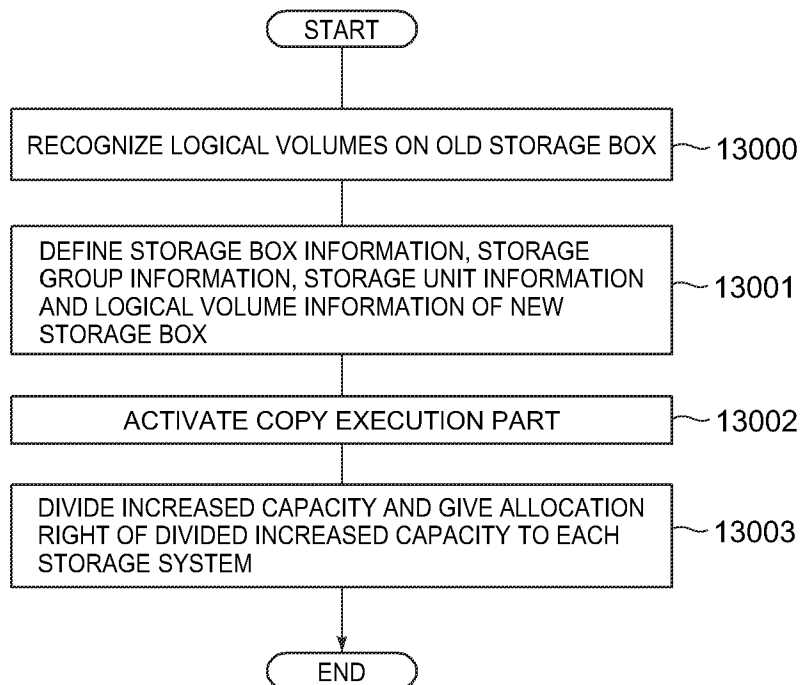 START
RECOGNIZE LOGICAL VOLUMES ON OLD STORAGE BOX
13000
DEFINE STORAGE BOX INFORMATION, STORAGE
GROUP INFORMATION, STORAGE UNIT INFORMATION
AND LOGICAL VOLUME INFORMATION OF NEW
STORAGE BOX
13001
ACTIVATE COPY EXECUTION PART
13002
DIVIDE INCREASED CAPACITY AND GIVE ALLOCATION
RIGHT OF DIVIDED INCREASED CAPACITY TO EACH
STORAGE SYSTEM
13003
END